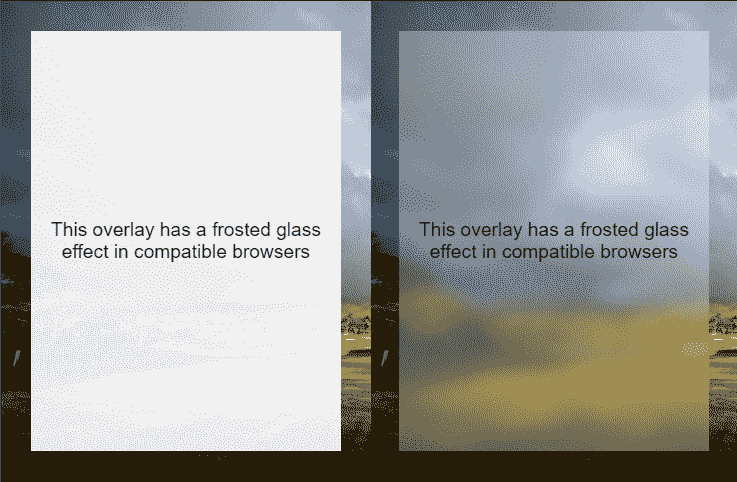 This overlay has a frosted glass
effect in compatible browsers
This overlay has a frosted glass
effect in compatible browsers